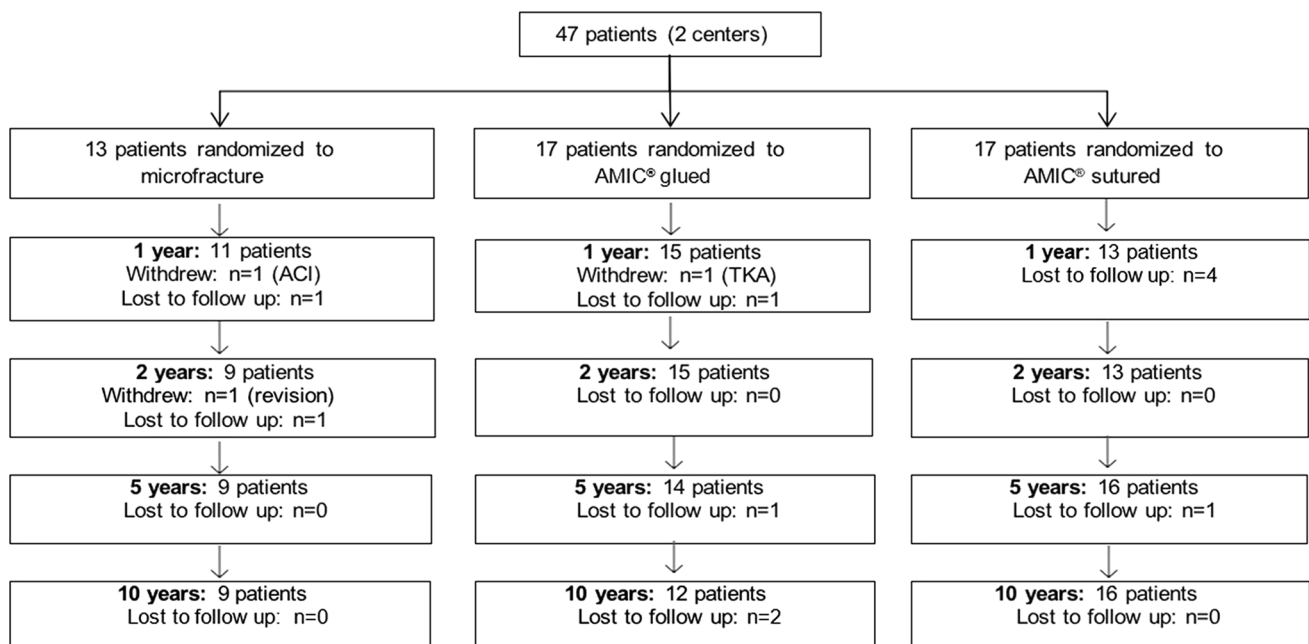 47 patients (2 centers)
13 patients randomized to
microfracture
17 patients randomized to
AMIC® glued
17 patients randomized to
AMIC® sutured
1 year: 11 patients
Withdrew: n=1 (ACI)
Lost to follow up: n=1
1 year: 15 patients
Withdrew: n=1 (TKA)
Lost to follow up: n=1
1 year: 13 patients
Lost to follow up: n=4
2 years: 9 patients
Withdrew: n=1 (revision)
Lost to follow up: n=1
2 years: 15 patients
Lost to follow up: n=0
2 years: 13 patients
Lost to follow up: n=0
5 years: 9 patients
Lost to follow up: n=0
5 years: 14 patients
Lost to follow up: n=1
5 years: 16 patients
Lost to follow up: n=1
10 years: 9 patients
Lost to follow up: n=0
10 years: 12 patients
Lost to follow up: n=2
10 years: 16 patients
Lost to follow up: n=0